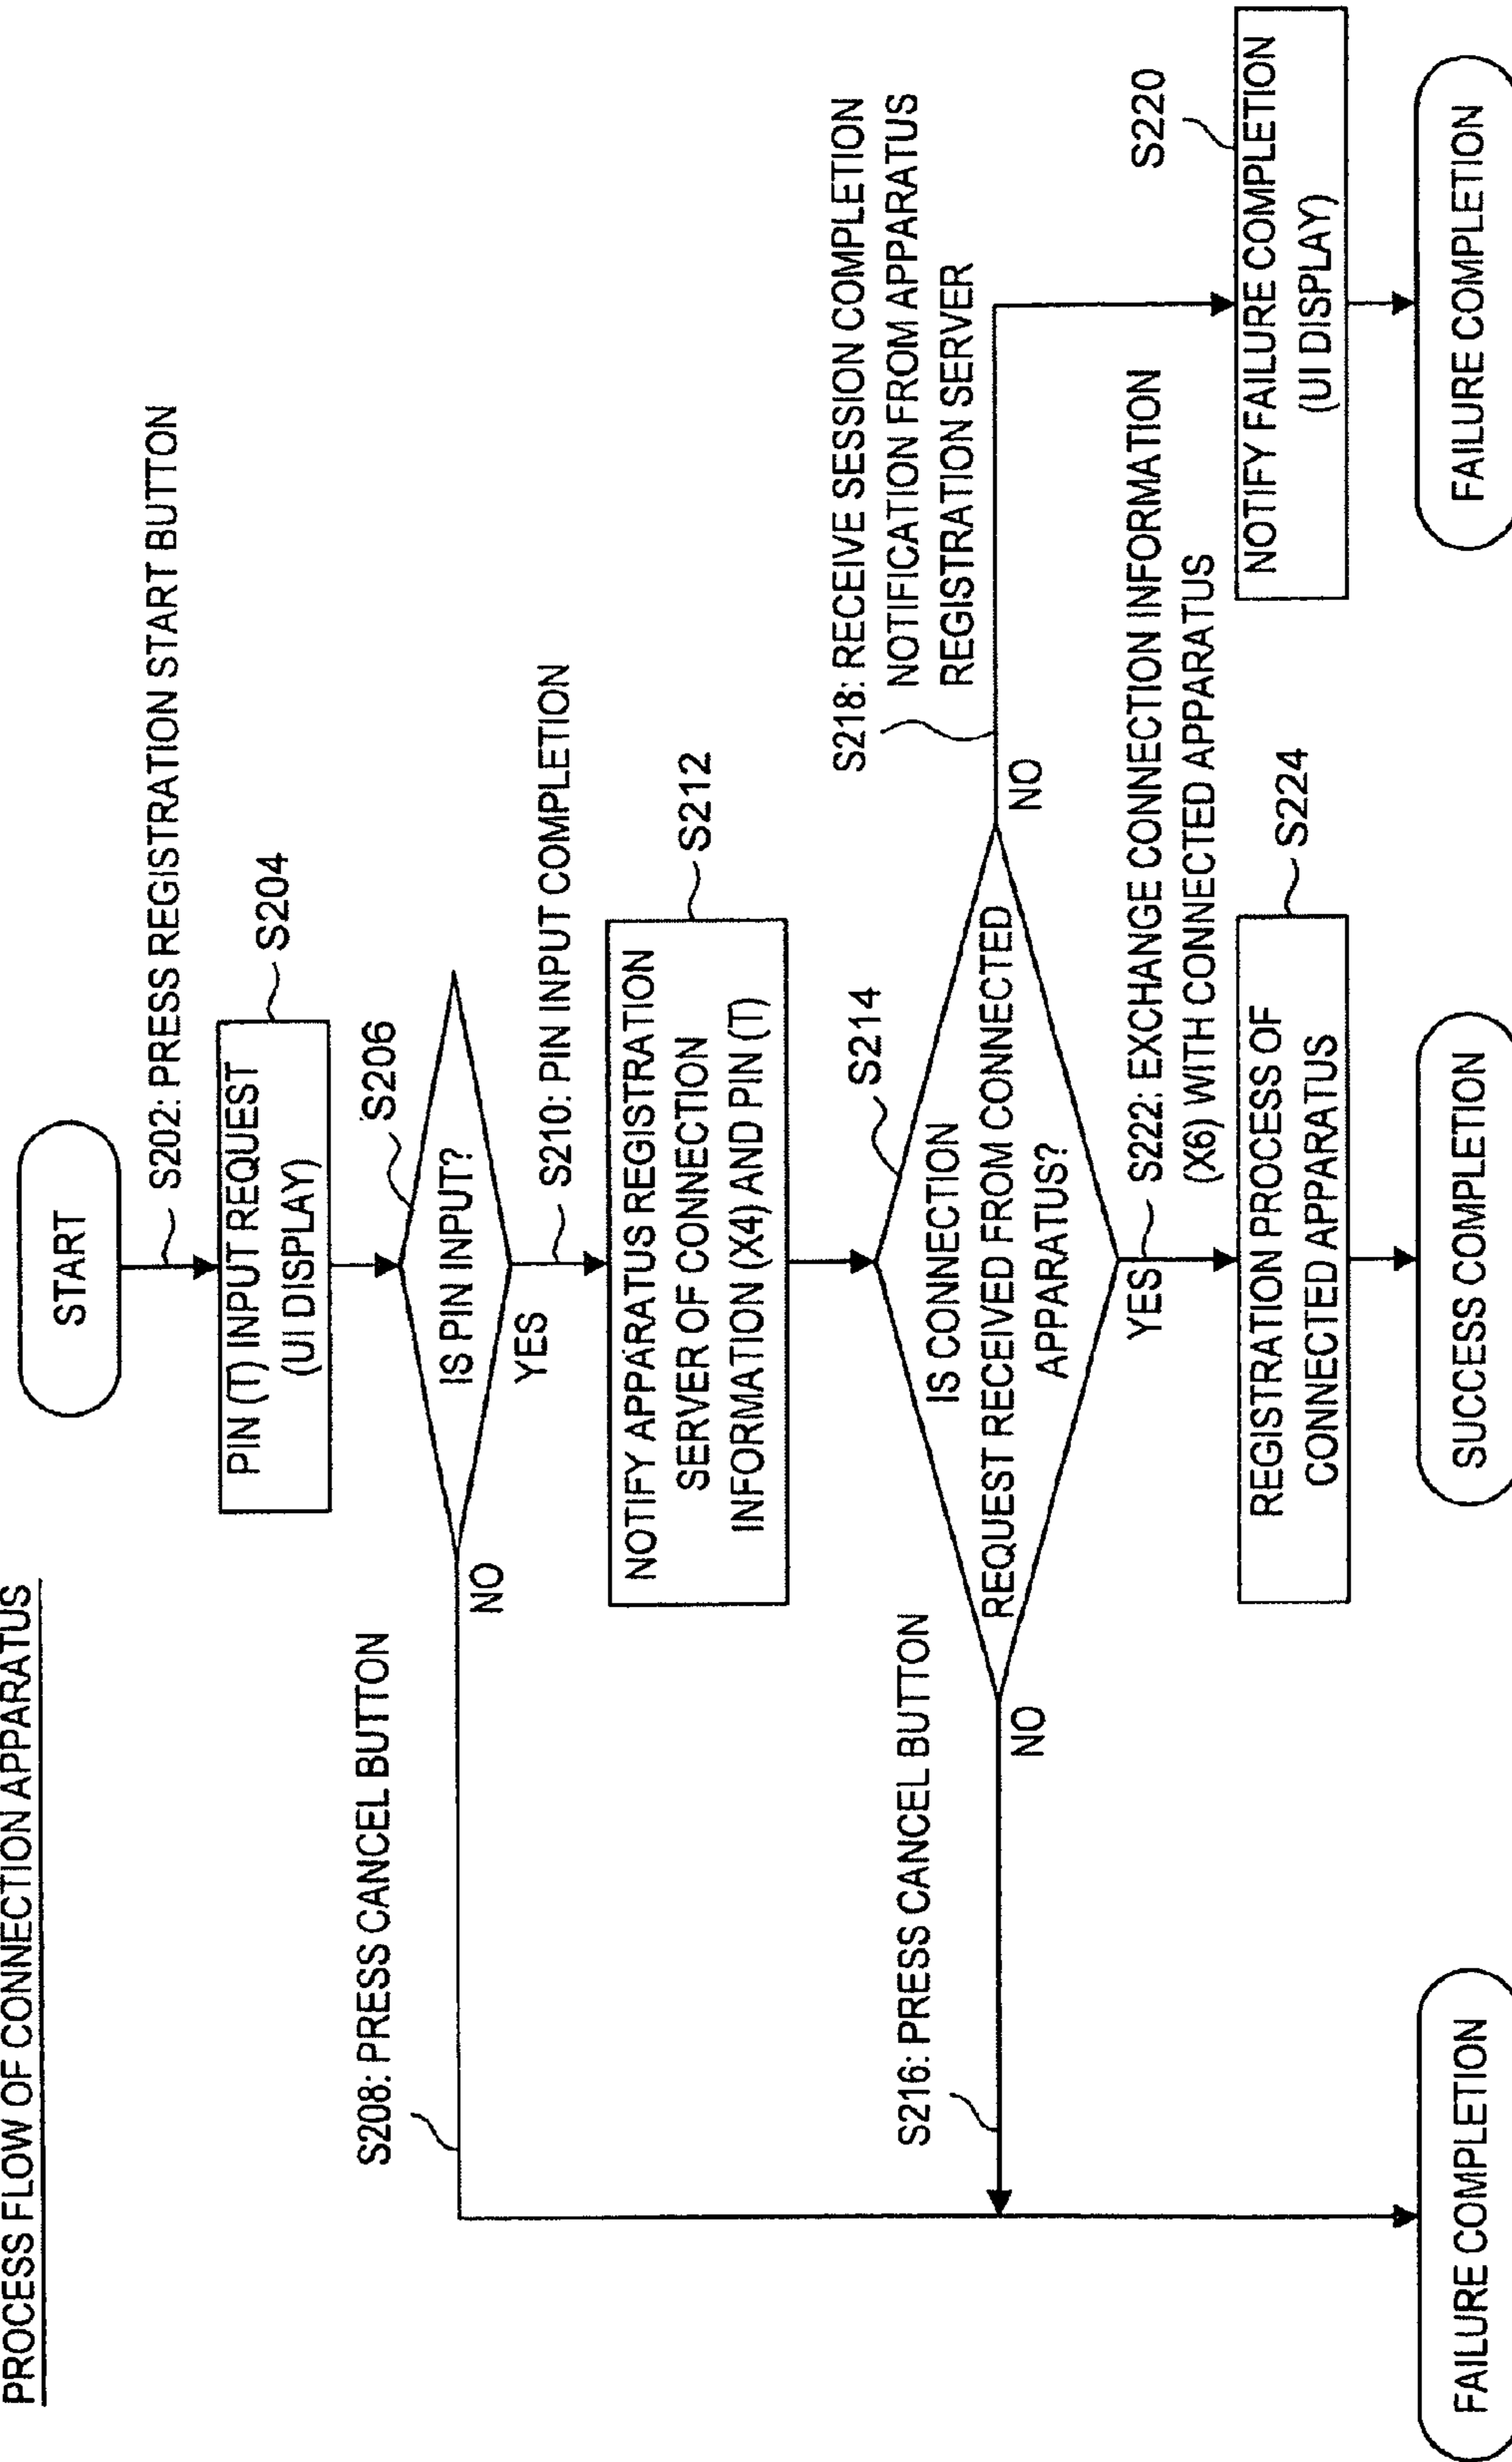 PROCESS FLOW OF CONNECTION APPARATUS
START
S202: PRESS REGISTRATION START BUTTON
PIN (T) INPUT REQUEST
(UI DISPLAY)
S204
S206
IS PIN INPUT?
S208: PRESS CANCEL BUTTON
NO
YES
S210: PIN INPUT COMPLETION
NOTIFY APPARATUS REGISTRATION
SERVER OF CONNECTION
INFORMATION (X4) AND PIN (T)
S212
S214
IS CONNECTION
REQUEST RECEIVED FROM CONNECTED
APPARATUS?
S216: PRESS CANCEL BUTTON
NO
S218: RECEIVE SESSION COMPLETION
NOTIFICATION FROM APPARATUS
REGISTRATION SERVER
NO
YES
S222: EXCHANGE CONNECTION INFORMATION
(X6) WITH CONNECTED APPARATUS
S220
NOTIFY FAILURE COMPLETION
(UI DISPLAY)
REGISTRATION PROCESS OF
CONNECTED APPARATUS
S224
FAILURE COMPLETION
SUCCESS COMPLETION
FAILURE COMPLETION